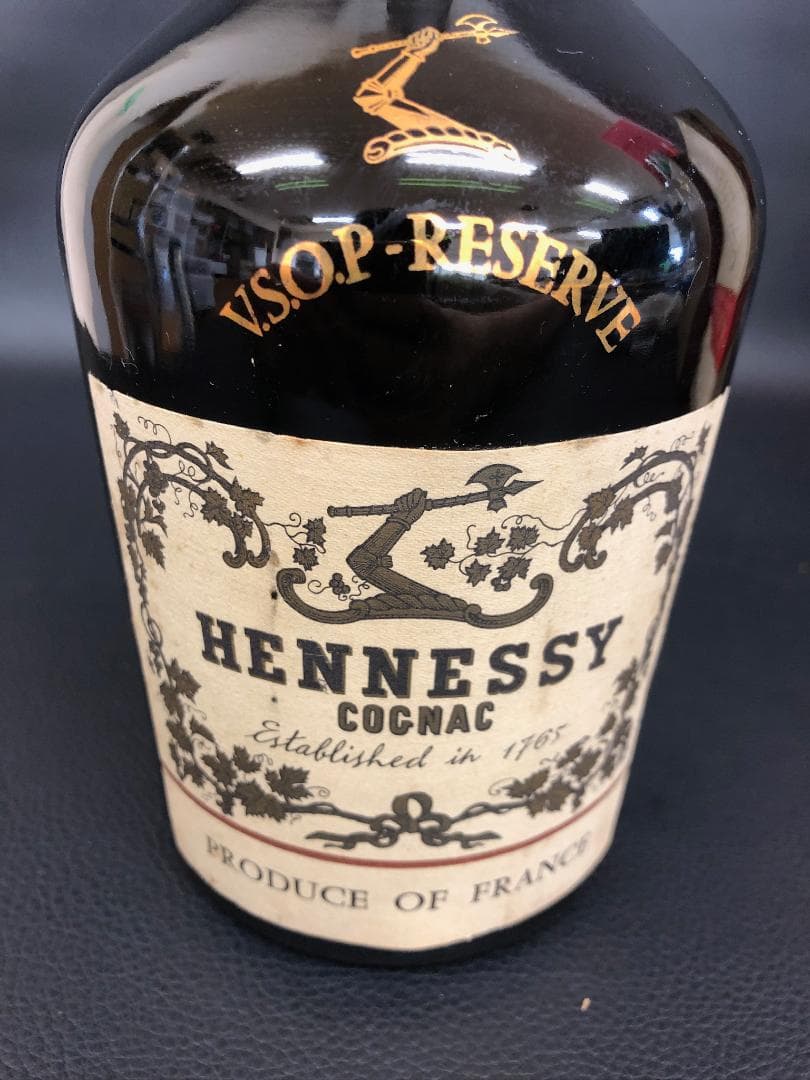 V.S.O.P-RESERVE
HENNESSY
COGNAC
Established in 1765
PRODUCE OF FRANCE